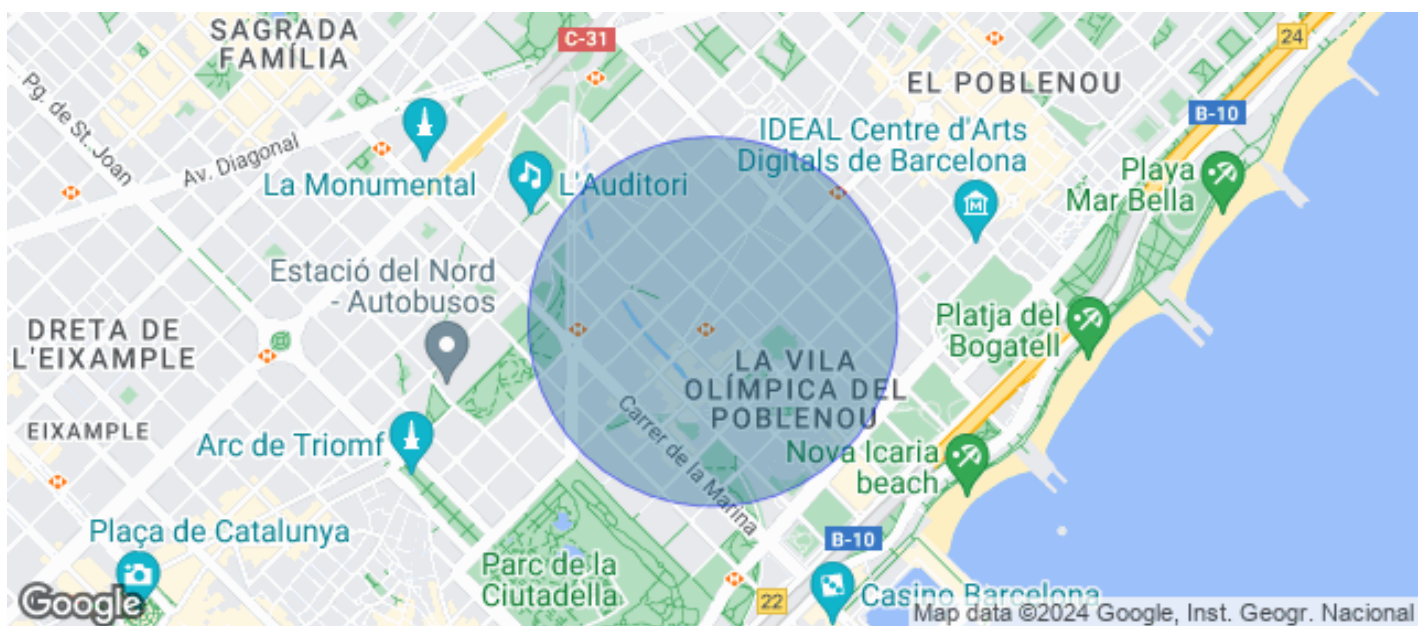 SAGRADA
FAMÍLIA
C-31
24
EL POBLENOU
Pg. de St. Joan
B-10
IDEAL Centre d'Arts
Digitals de Barcelona
Av. Diagonal
La Monumental
L'Auditori
Playa
Mar Bella
Estació del Nord
- Autobusos
DRETA DE
L'EIXAMPLE
Platja del
Bogatell
LA VILA
OLÍMPICA DEL
POBLENOU
EIXAMPLE
Arc de Triomf
Carrer de la Marina
Nova Icaria
beach
Plaça de Catalunya
B-10
Parc de la
Ciutadella
22
Casino Barcelona
Google
Map data ©2024 Google, Inst. Geogr. Nacional